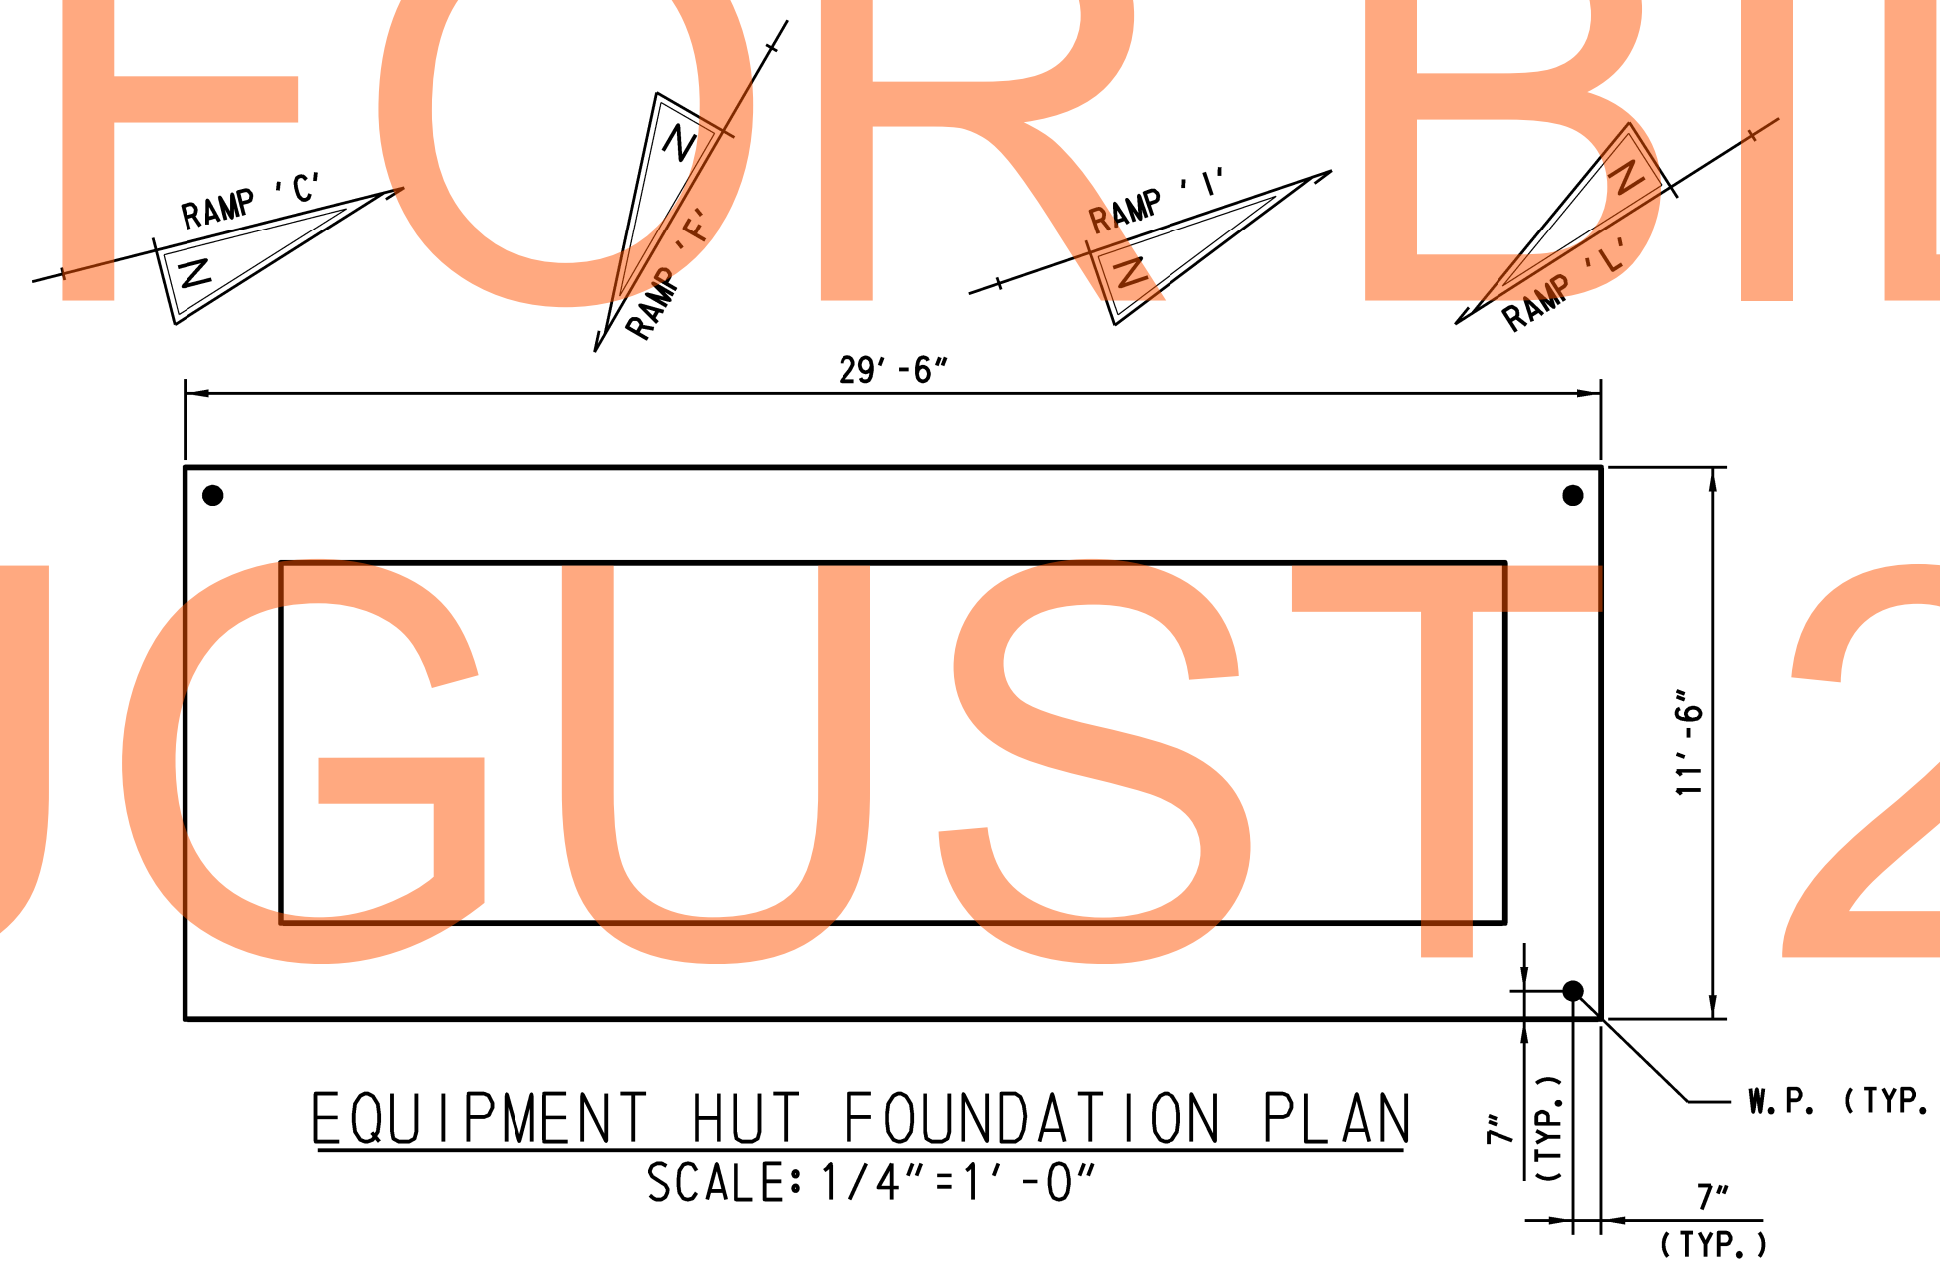 FOR BI
RAMP 'C'
N
N
RAMP 'F'
RAMP 'I'
N
N
RAMP 'L'
29'-6"
UGUST 2
11'-6"
W.P. (TYP.
7"
(TYP.)
EQUIPMENT HUT FOUNDATION PLAN
SCALE: 1/4"=1'-0"
7"
(TYP.)